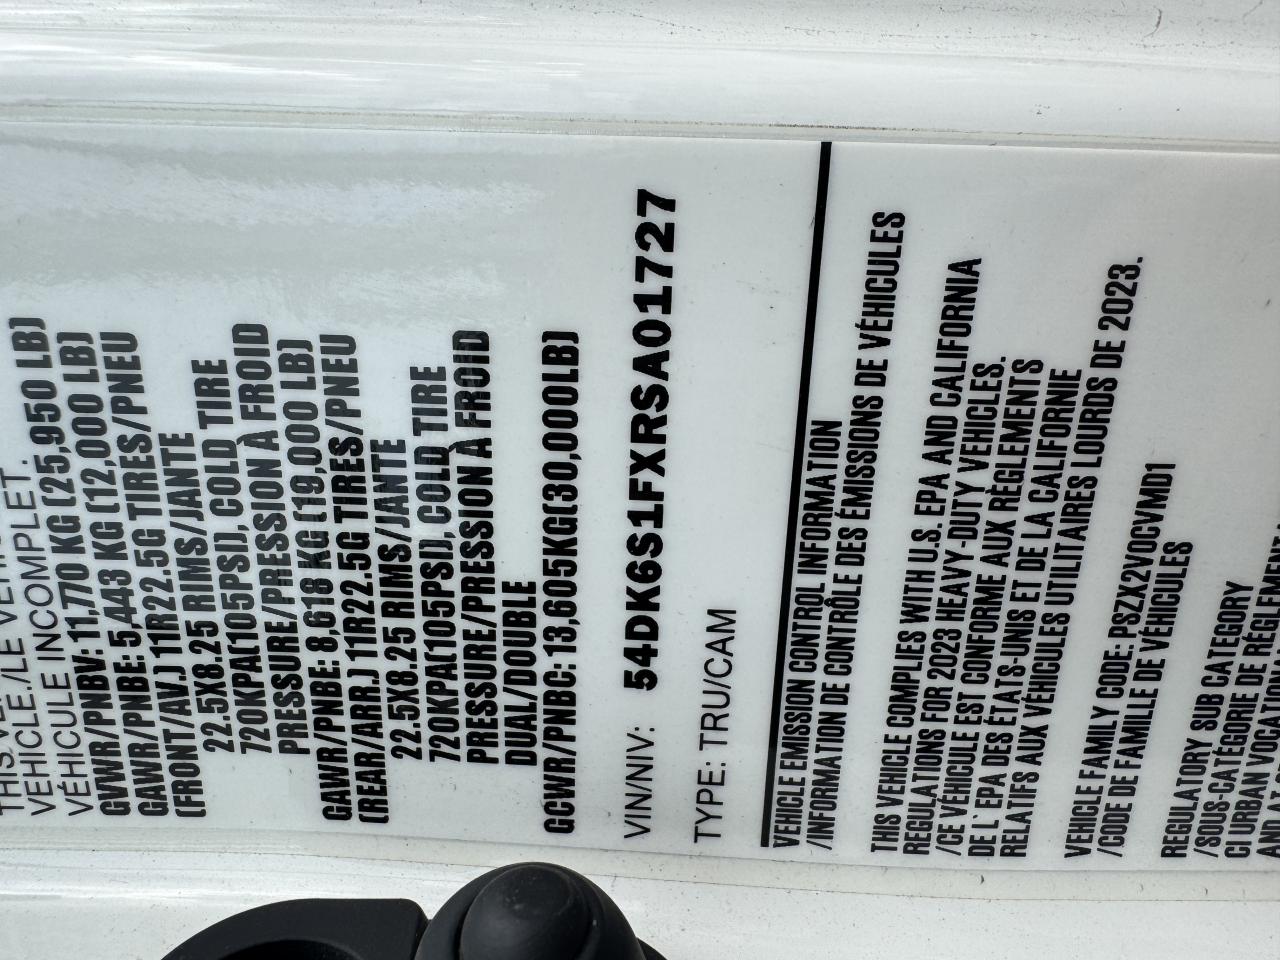 VEHICLE./LE
VÉHICULE INCOMPLET.
GVWR/PNBV: 11,770 KG (25,950 LB)
GAWR/PNBE: 5,443 KG (12,000 LB)
(FRONT/AV.) 11R22.5G TIRES/PNEU
22.5X8.25 RIMS/JANTE
720KPA(105PSI), COLD TIRE
PRESSURE/PRESSION À FROID
GAWR/PNBE: 8,618 KG (19,000 LB)
(REAR/ARR.) 11R22.5G TIRES/PNEU
22.5X8.25 RIMS/JANTE
720KPA(105PSI), COLD TIRE
PRESSURE/PRESSION À FROID
DUAL/DOUBLE
GCWR/PNBC: 13,605KG(30,000LB)
VIN/NIV: 54DK6S1FXRSA01727
TYPE: TRU/CAM
VEHICLE EMISSION CONTROL INFORMATION
/INFORMATION DE CONTRÔLE DES ÉMISSIONS DE VÉHICULES
THIS VEHICLE COMPLIES WITH U.S. EPA AND CALIFORNIA
REGULATIONS FOR 2023 HEAVY-DUTY VEHICLES.
/CE VÉHICULE EST CONFORME AUX RÈGLEMENTS
DE L'EPA DES ÉTATS-UNIS ET DE LA CALIFORNIE
RELATIFS AUX VÉHICULES UTILITAIRES LOURDS DE 2023.
VEHICLE FAMILY CODE: PSZX2VOCVMD1
/CODE DE FAMILLE DE VÉHICULES
REGULATORY SUB CATEGORY
/SOUS-CATÉGORIE DE RÉGLEMENT
CI URBAN VOCATION